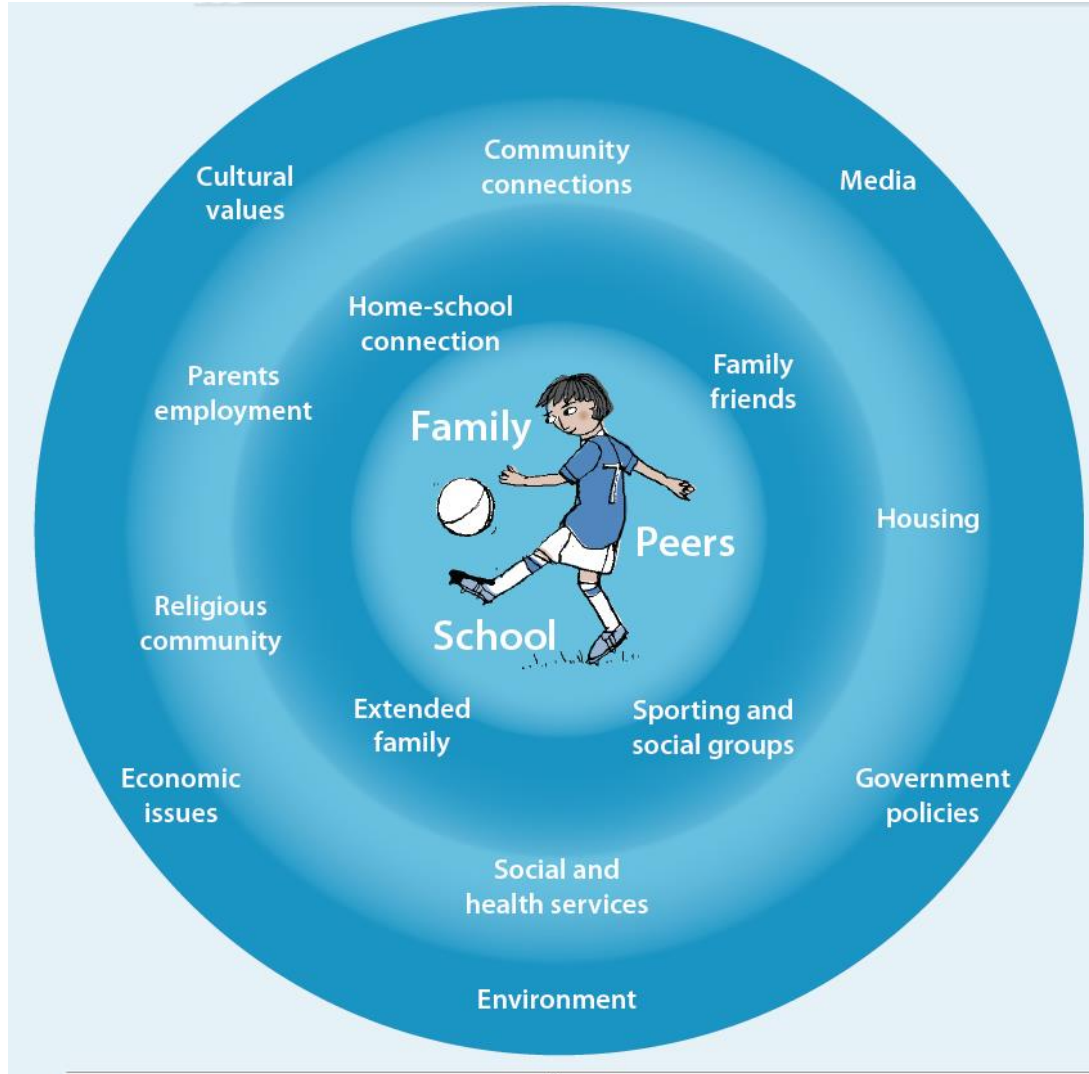 Community
connections
Cultural
values
Media
Home-school
connection
Family
friends
Parents
employment
Family
7
Peers
Housing
Religious
community
School
Extended
family
Sporting and
social groups
Economic
issues
Government
policies
Social and
health services
Environment